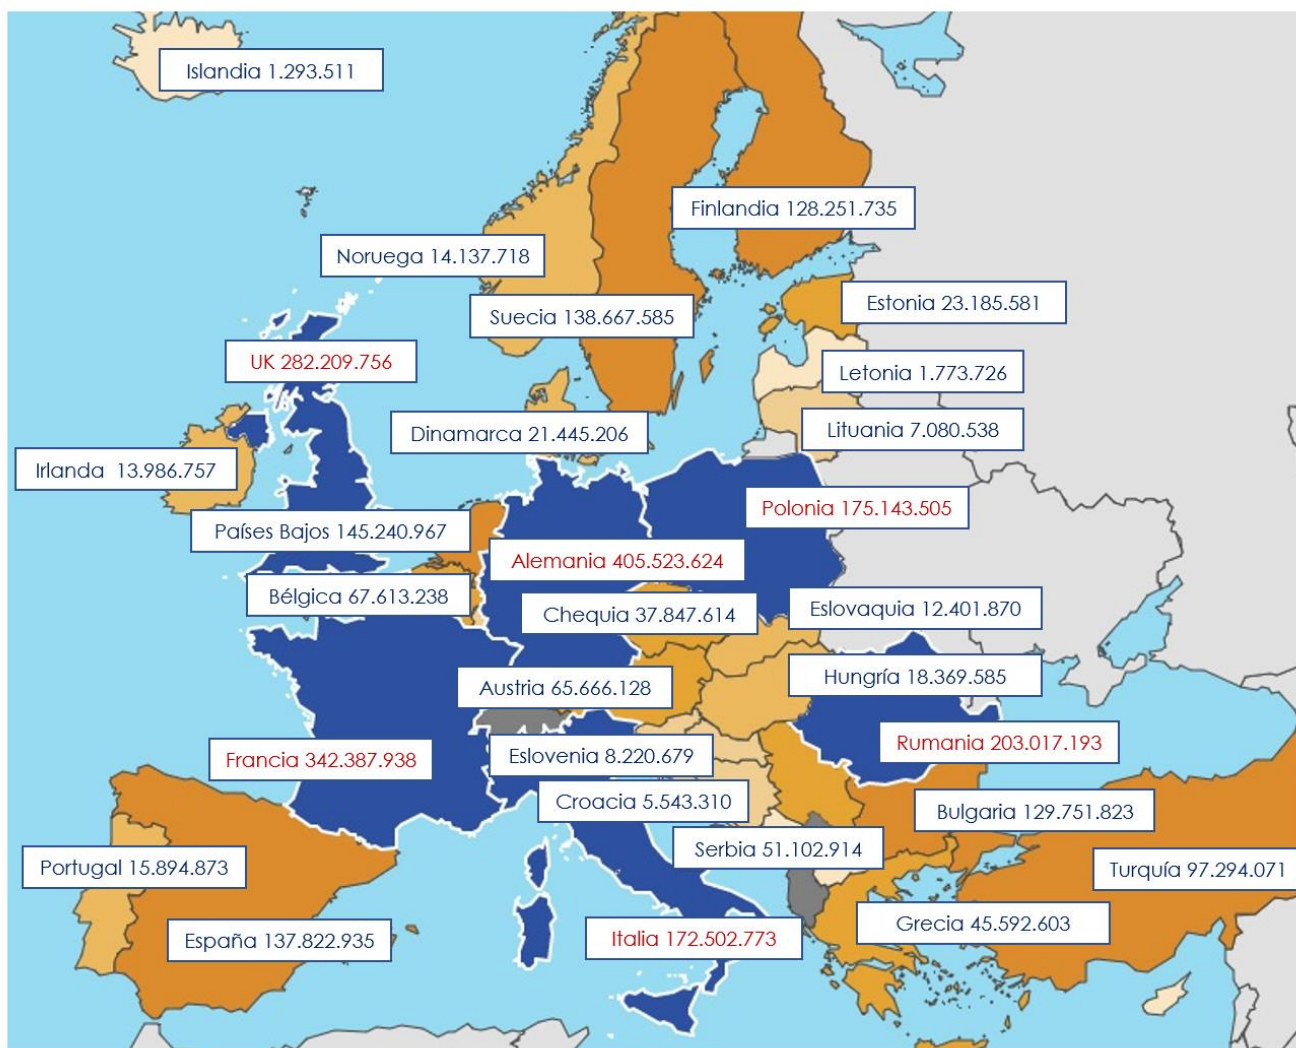 Islandia 1.293.511
Finlandia 128.251.735
Noruega 14.137.718
Estonia 23.185.581
Suecia 138.667.585
UK 282.209.756
Letonia 1.773.726
Dinamarca 21.445.206
Lituania 7.080.538
Irlanda 13.986.757
Polonia 175.143.505
Países Bajos 145.240.967
Alemania 405.523.624
Bélgica 67.613.238
Chequia 37.847.614
Eslovaquia 12.401.870
Austria 65.666.128
Hungría 18.369.585
Francia 342.387.938
Eslovenia 8.220.679
Rumania 203.017.193
Croacia 5.543.310
Bulgaria 129.751.823
Serbia 51.102.914
Portugal 15.894.873
Turquía 97.294.071
España 137.822.935
Italia 172.502.773
Grecia 45.592.603